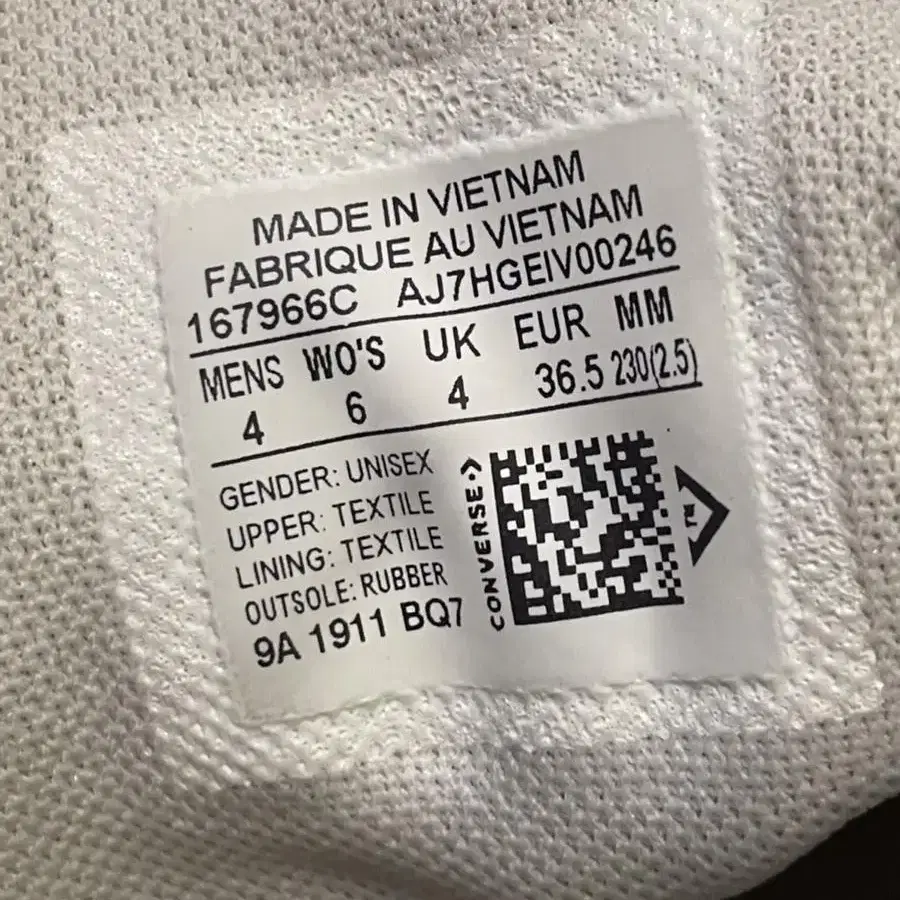 MADE IN VIETNAM
FABRIQUE AU VIETNAM
167966C AJ7HGEIV00246
MENS WO'S UK EUR MM
4 6 4 36.5 230(2.5)
GENDER: UNISEX
UPPER: TEXTILE
LINING: TEXTILE
OUTSOLE: RUBBER
9A 1911 BQ7
CONVERSE
TM